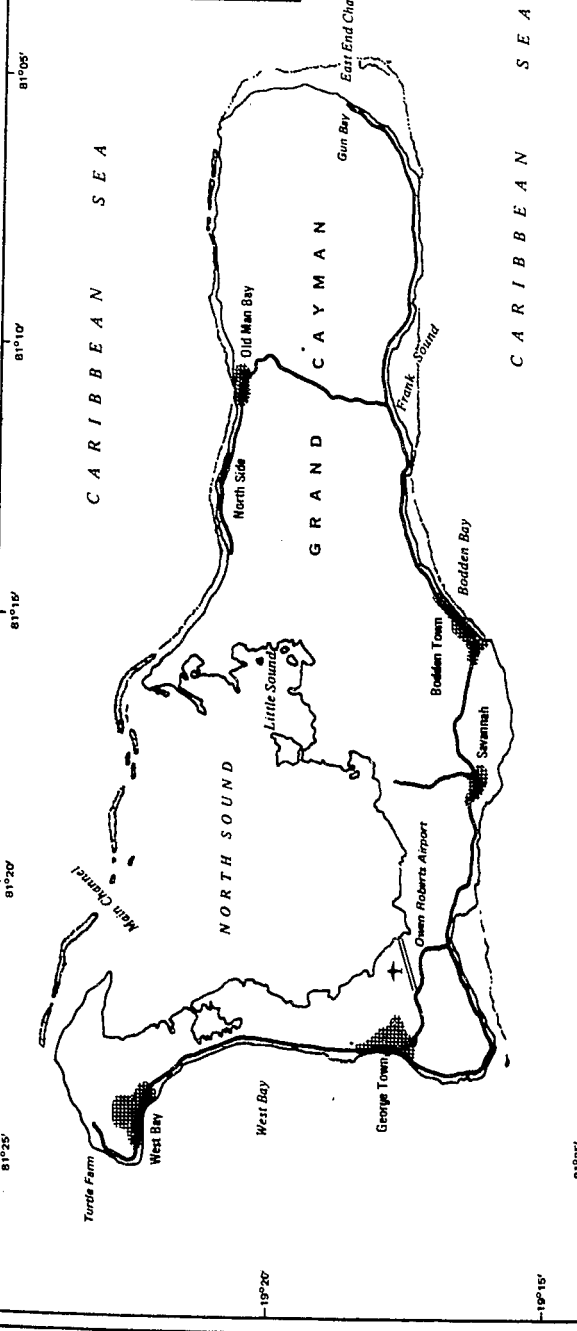 81°05'
81°10'
81°15'
81°20'
81°25'
CARIBBEAN SEA
East End Cha
Gun Bay
Old Man Bay
North Side
GRAND CAYMAN
Frank Sound
CARIBBEAN SEA
Main Channel
NORTH SOUND
Little Sound
Bodden Bay
Bodden Town
Savannah
Owen Roberts Airport
Turtle Farm
West Bay
West Bay
George Town
19°20'
19°15'